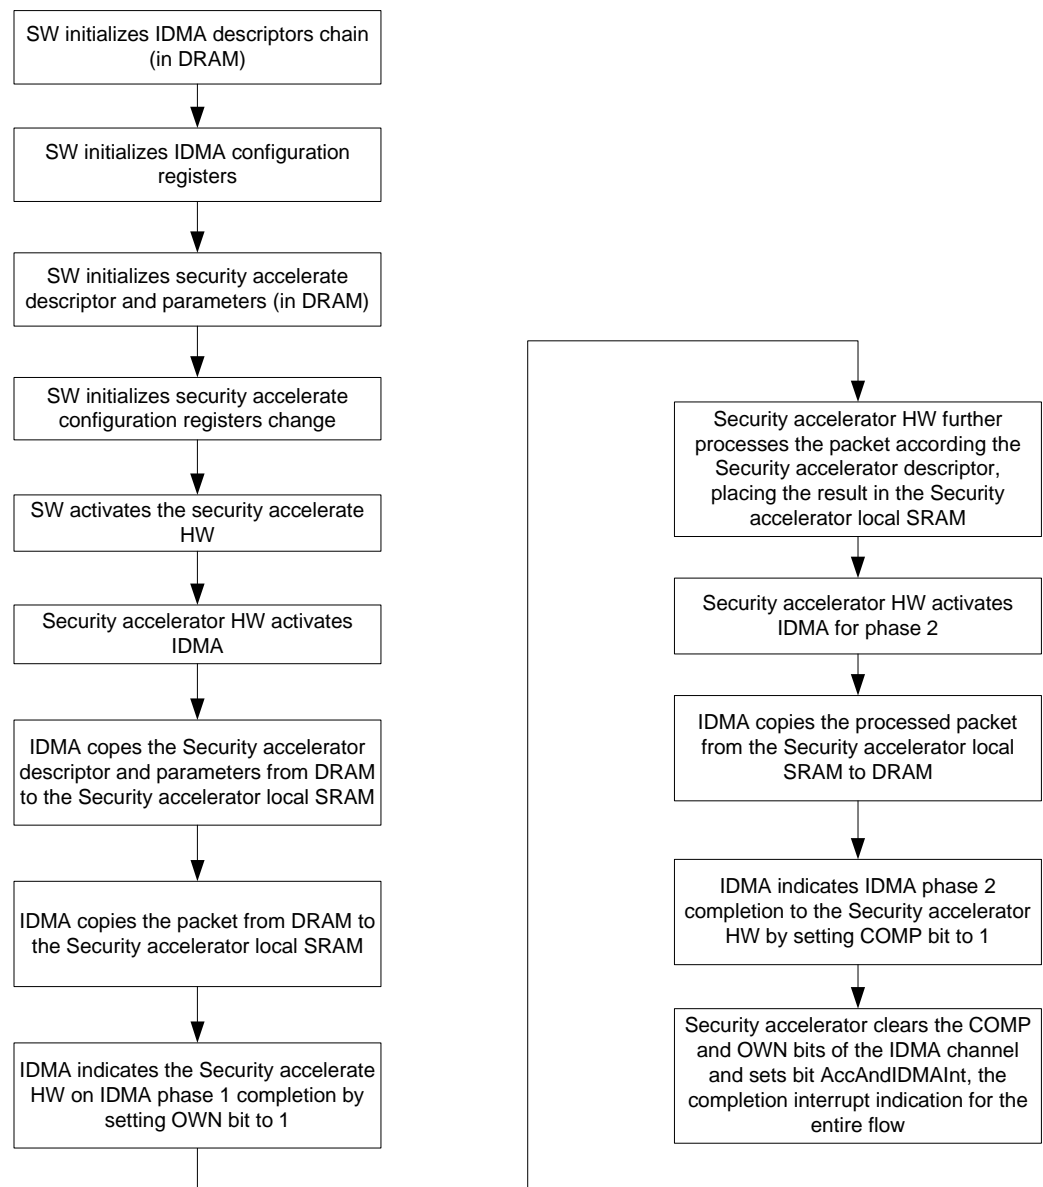 SW initializes IDMA descriptors chain
(in DRAM)
SW initializes IDMA configuration
registers
SW initializes security accelerate
descriptor and parameters (in DRAM)
SW initializes security accelerate
configuration registers change
SW activates the security accelerate
HW
Security accelerator HW activates
IDMA
IDMA copes the Security accelerator
descriptor and parameters from DRAM
to the Security accelerator local SRAM
IDMA copies the packet from DRAM to
the Security accelerator local SRAM
IDMA indicates the Security accelerate
HW on IDMA phase 1 completion by
setting OWN bit to 1
Security accelerator HW further
processes the packet according the
Security accelerator descriptor,
placing the result in the Security
accelerator local SRAM
Security accelerator HW activates
IDMA for phase 2
IDMA copies the processed packet
from the Security accelerator local
SRAM to DRAM
IDMA indicates IDMA phase 2
completion to the Security accelerator
HW by setting COMP bit to 1
Security accelerator clears the COMP
and OWN bits of the IDMA channel
and sets bit AccAndIDMAInt, the
completion interrupt indication for the
entire flow